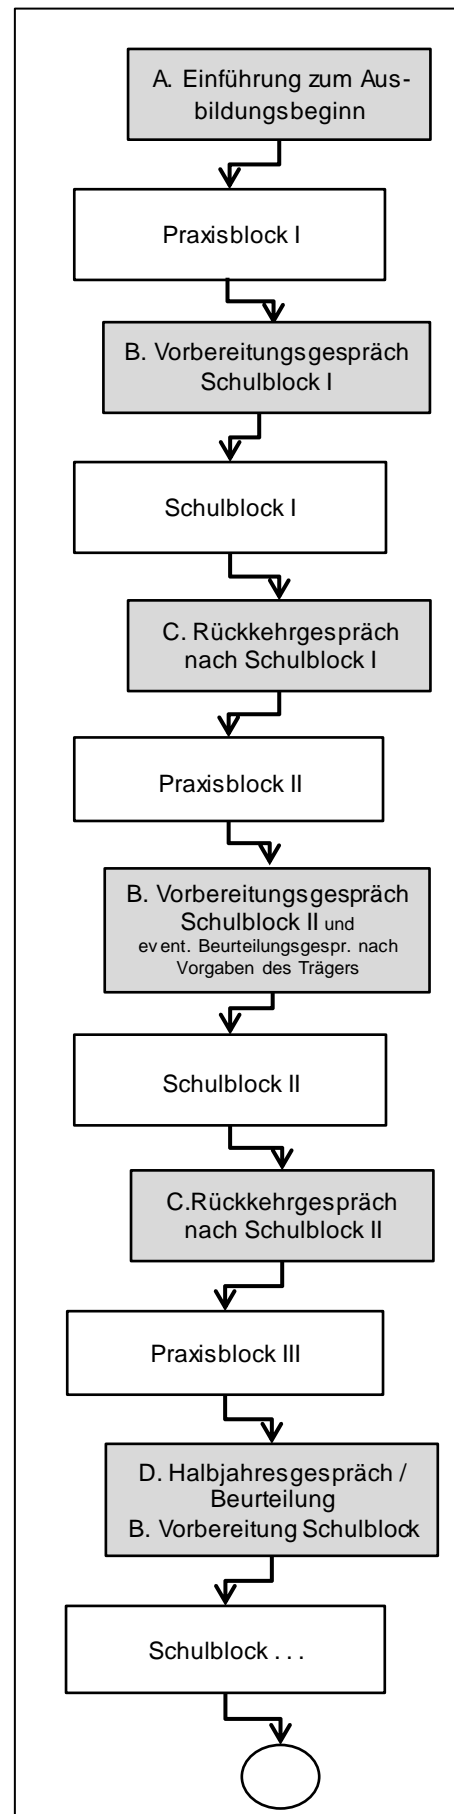 A. Einführung zum Aus-
bildungsbeginn
Praxisblock I
B. Vorbereitungsgespräch
Schulblock I
Schulblock I
C. Rückkehrgespräch
nach Schulblock I
Praxisblock II
B. Vorbereitungsgespräch
Schulblock II und
event. Beurteilungsgespr. nach
Vorgaben des Trägers
Schulblock II
C.Rückkehrgespräch
nach Schulblock II
Praxisblock III
D. Halbjahresgespräch /
Beurteilung
B. Vorbereitung Schulblock
Schulblock . . .